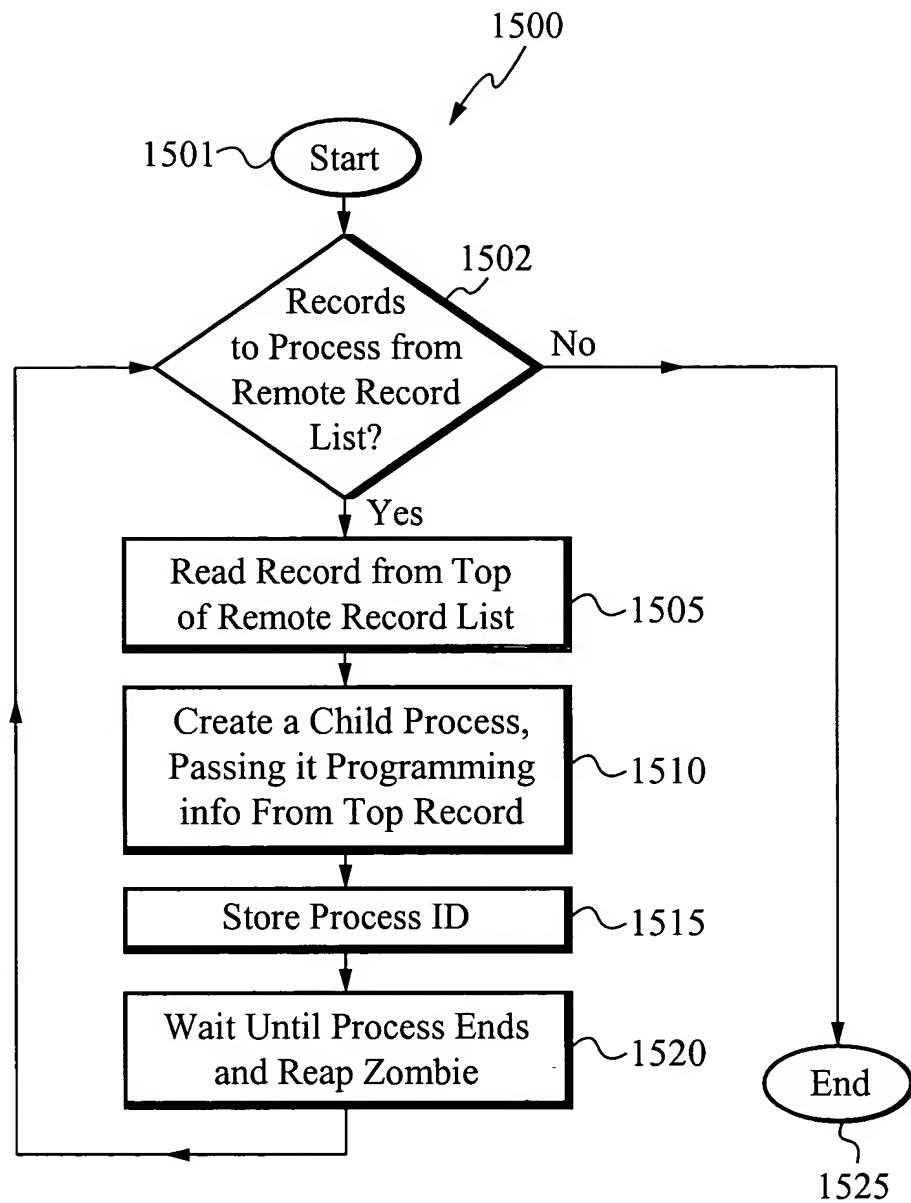 1500
1501
Start
1502
Records
to Process from
Remote Record
List?
No
Yes
Read Record from Top
of Remote Record List
1505
Create a Child Process,
Passing it Programming
info From Top Record
1510
Store Process ID
1515
Wait Until Process Ends
and Reap Zombie
1520
End
1525